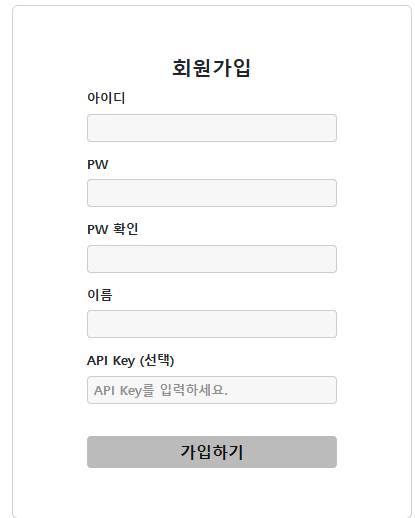 회원가입
아이디
PW
PW 확인
이름
API Key (선택)
API Key를 입력하세요.
가입하기